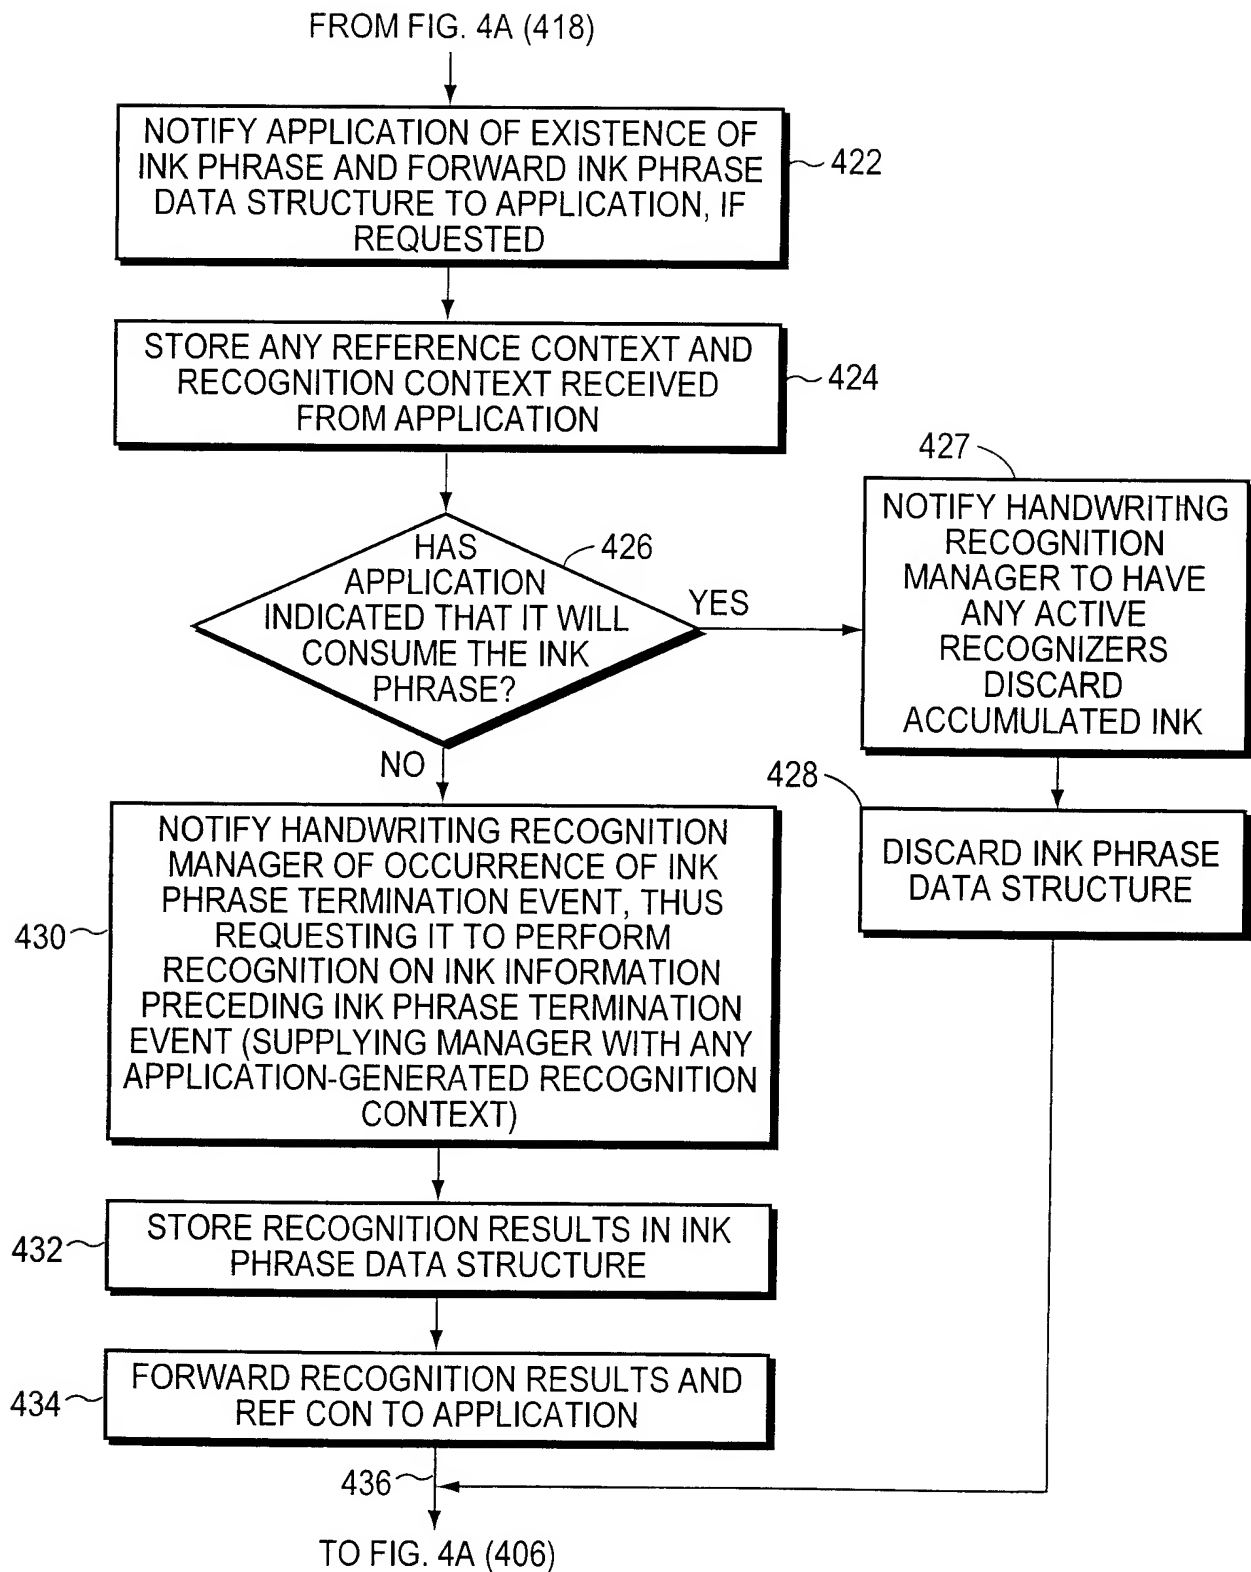 FROM FIG. 4A (418)
NOTIFY APPLICATION OF EXISTENCE OF
INK PHRASE AND FORWARD INK PHRASE
DATA STRUCTURE TO APPLICATION, IF
REQUESTED
422
STORE ANY REFERENCE CONTEXT AND
RECOGNITION CONTEXT RECEIVED
FROM APPLICATION
424
HAS
APPLICATION
INDICATED THAT IT WILL
CONSUME THE INK
PHRASE?
426
YES
427
NOTIFY HANDWRITING
RECOGNITION
MANAGER TO HAVE
ANY ACTIVE
RECOGNIZERS
DISCARD
ACCUMULATED INK
NO
428
DISCARD INK PHRASE
DATA STRUCTURE
NOTIFY HANDWRITING RECOGNITION
MANAGER OF OCCURRENCE OF INK
PHRASE TERMINATION EVENT, THUS
REQUESTING IT TO PERFORM
RECOGNITION ON INK INFORMATION
PRECEDING INK PHRASE TERMINATION
EVENT (SUPPLYING MANAGER WITH ANY
APPLICATION-GENERATED RECOGNITION
CONTEXT)
430
STORE RECOGNITION RESULTS IN INK
PHRASE DATA STRUCTURE
432
FORWARD RECOGNITION RESULTS AND
REF CON TO APPLICATION
434
436
TO FIG. 4A (406)